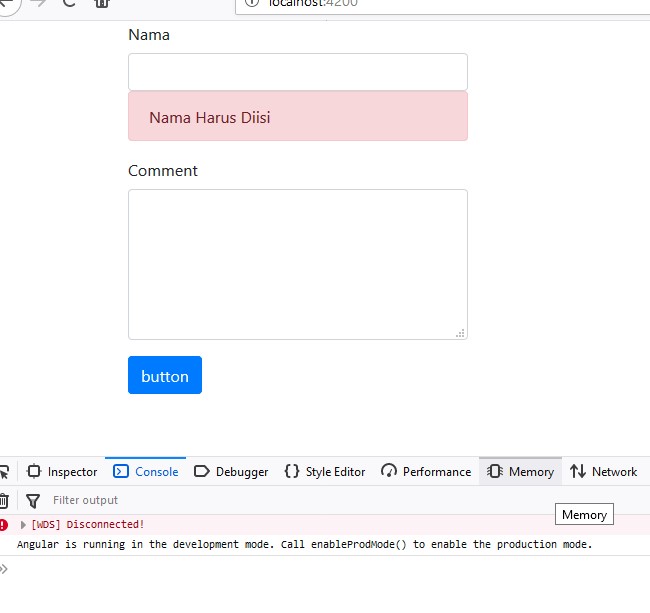 localhost:4200
Nama
Nama Harus Diisi
Comment
button
Inspector Console Debugger Style Editor Performance Memory Network
Filter output
Memory
[WDS] Disconnected!
Angular is running in the development mode. Call enableProdMode() to enable the production mode.